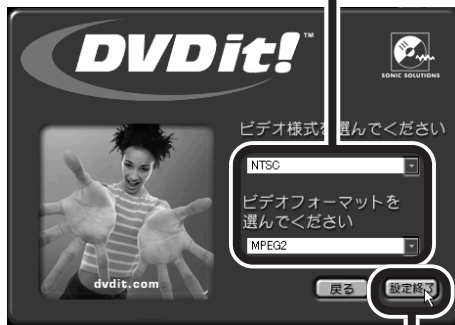 DVDit!™
SONIC SOLUTIONS
ビデオ様式を選んでください
NTSC
ビデオフォーマットを
選んでください
MPEG2
dvdit.com
戻る
設定終了